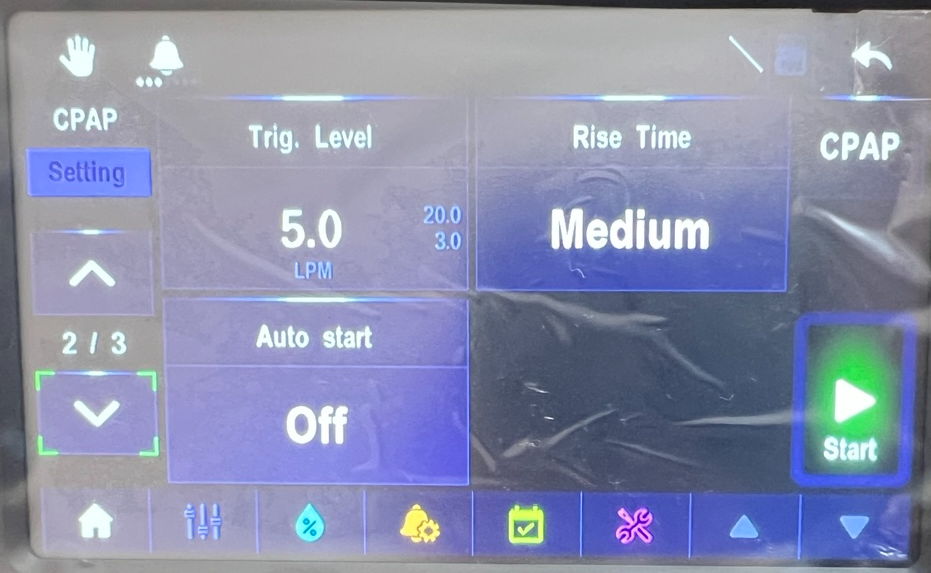 CPAP
Setting
2 / 3
Trig. Level
5.0
20.0
3.0
LPM
Rise Time
Medium
Auto start
Off
CPAP
Start
%